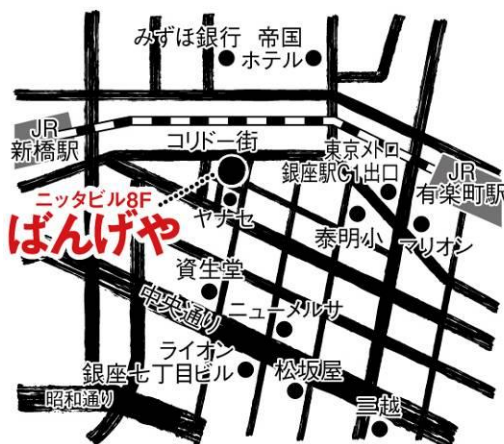 みずほ銀行
帝国
ホテル
JR
新橋駅
コリドー街
東京メトロ
銀座駅C1出口
JR
有楽町駅
ニッタビル8F
ばんげや
ヤナセ
泰明小
マリオン
資生堂
中央通り
ニューメルサ
ライオン
銀座七丁目ビル
松坂屋
昭和通り
三越